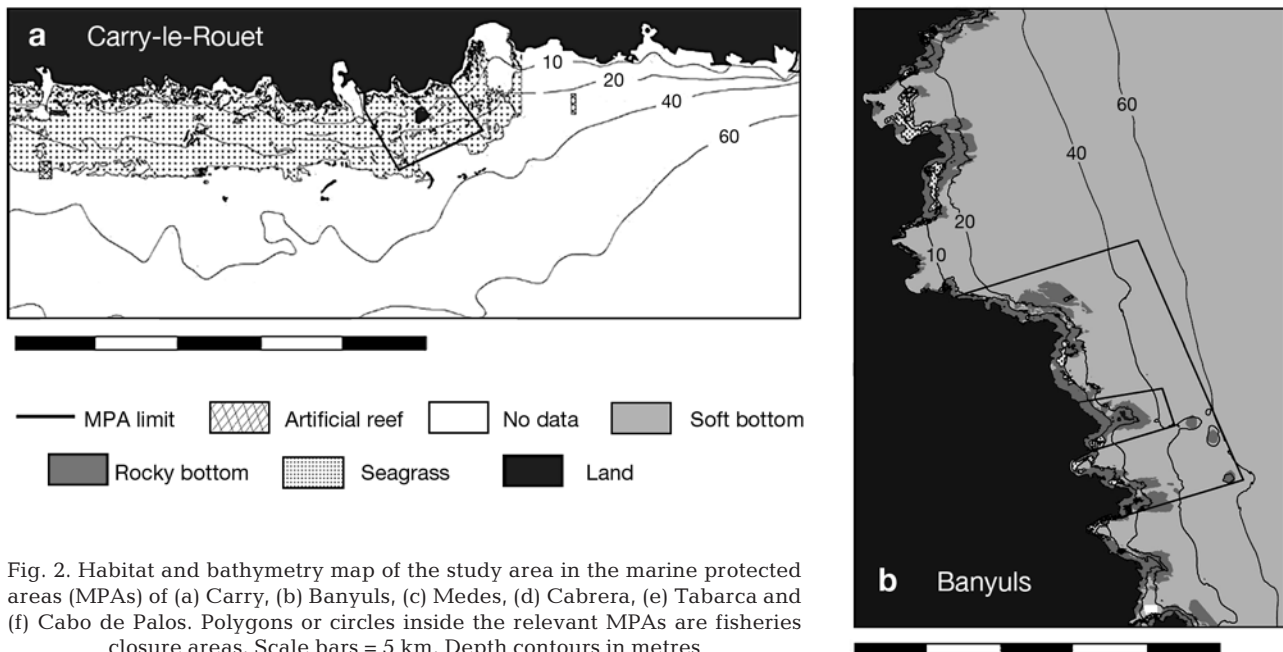 a Carry-le-Rouet
10
20
40
60
MPA limit
Artificial reef
No data
Soft bottom
Rocky bottom
Seagrass
Land
Fig. 2. Habitat and bathymetry map of the study area in the marine protected
areas (MPAs) of (a) Carry, (b) Banyuls, (c) Medes, (d) Cabrera, (e) Tabarca and
(f) Cabo de Palos. Polygons or circles inside the relevant MPAs are fisheries
closure areas. Scale bars = 5 km. Depth contours in metres
60
40
20
10
b Banyuls